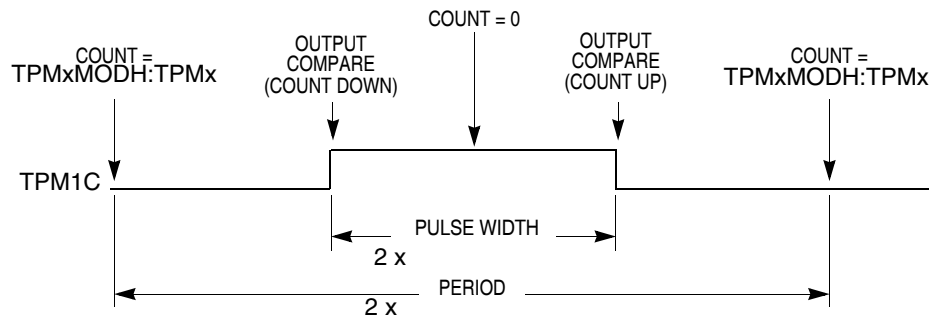 COUNT = 0
COUNT =
TPMxMODH:TPMx
OUTPUT
COMPARE
(COUNT DOWN)
OUTPUT
COMPARE
(COUNT UP)
COUNT =
TPMxMODH:TPMx
TPM1C
PULSE WIDTH
2 x
PERIOD
2 x